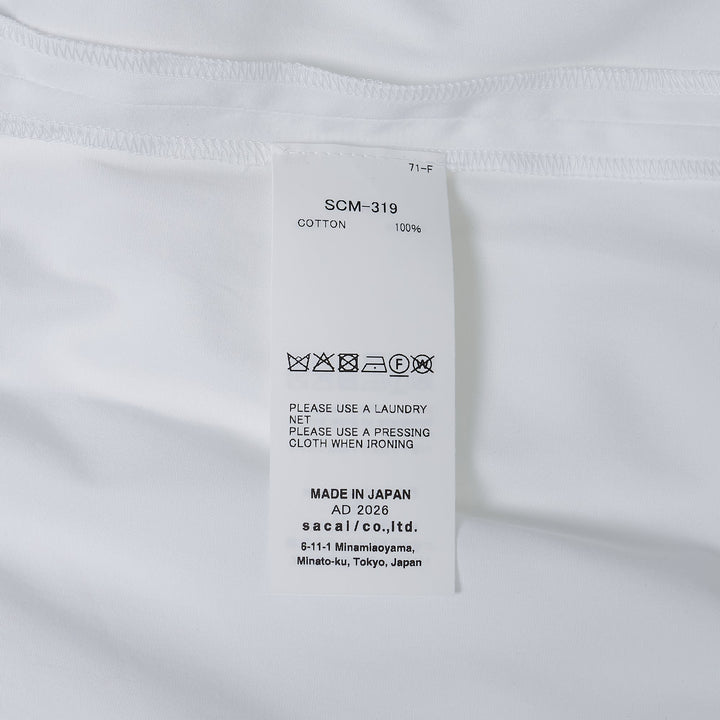 71-F
SCM-319
COTTON 100%
F W
PLEASE USE A LAUNDRY
NET
PLEASE USE A PRESSING
CLOTH WHEN IRONING
MADE IN JAPAN
AD 2026
sacai/co.,ltd.
6-11-1 Minamiaoyama,
Minato-ku, Tokyo, Japan